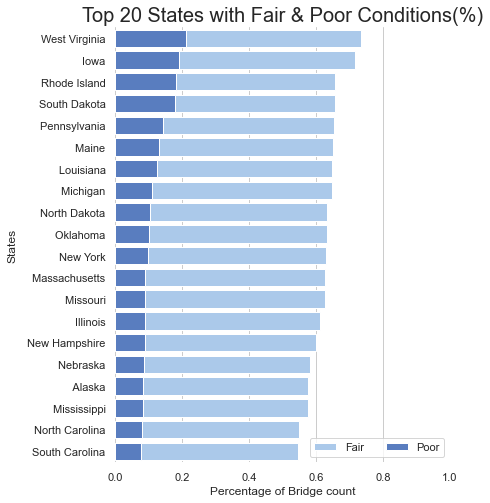 Top 20 States with Fair & Poor Conditions(%)
West Virginia
Iowa
Rhode Island
South Dakota
Pennsylvania
Maine
Louisiana
Michigan
North Dakota
Oklahoma
New York
Massachusetts
Missouri
Illinois
New Hampshire
Nebraska
Alaska
Mississippi
North Carolina
South Carolina
States
Fair Poor
0.0 0.2 0.4 0.6 0.8 1.0
Percentage of Bridge count